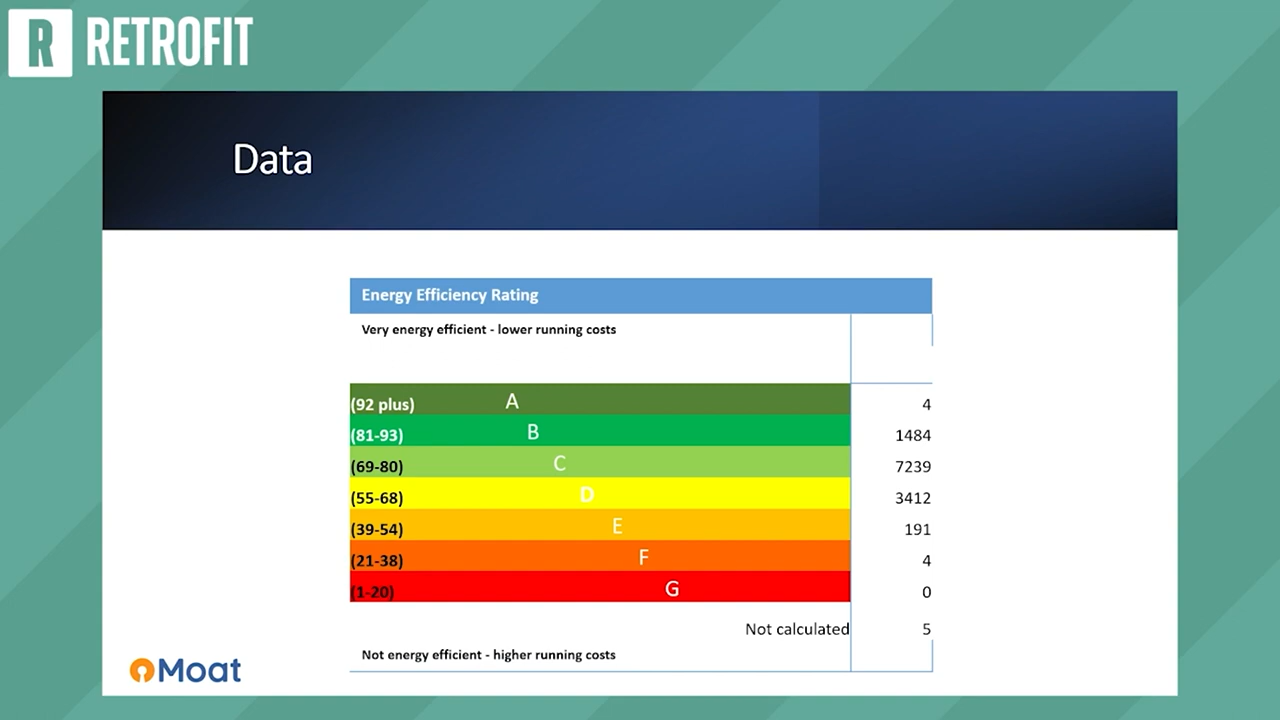 R RETROFIT
Data
Energy Efficiency Rating
Very energy efficient - lower running costs
(92 plus) A 4
(81-93) B 1484
(69-80) C 7239
(55-68) D 3412
(39-54) E 191
(21-38) F 4
(1-20) G 0
Not calculated 5
Not energy efficient - higher running costs
Moat